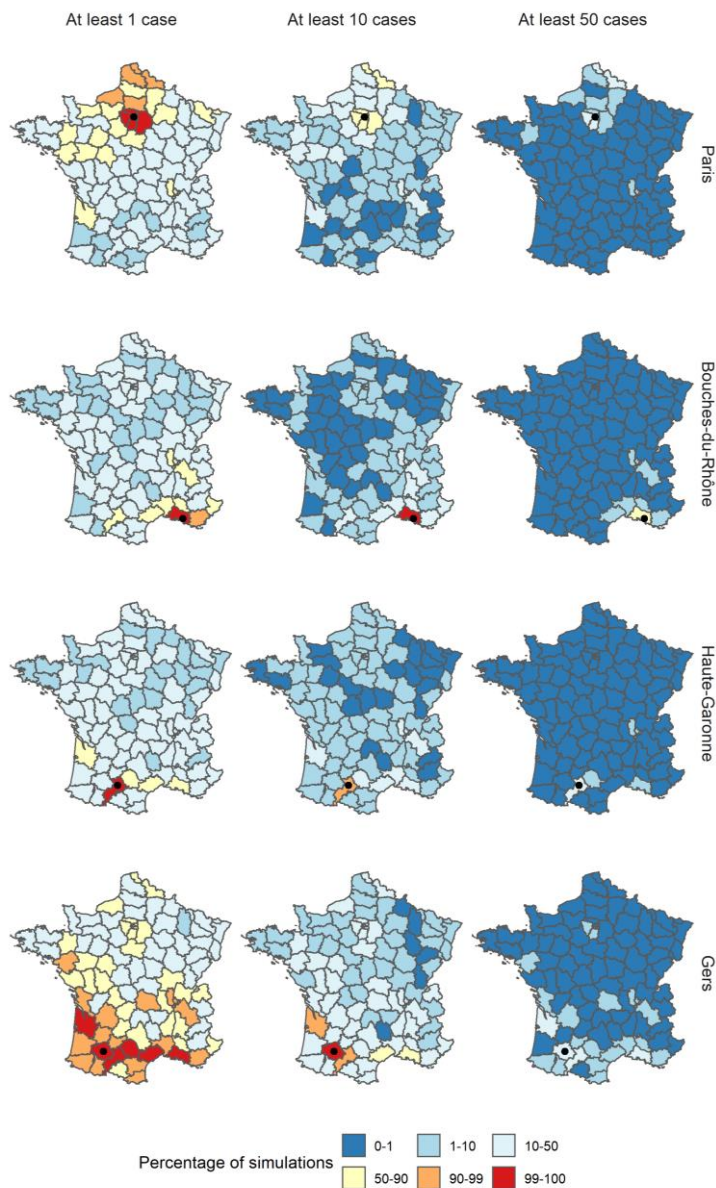 At least 1 case At least 10 cases At least 50 cases
Paris
Bouches-du-Rhône
Haute-Garonne
Gers
Percentage of simulations
0-1 1-10 10-50
50-90 90-99 99-100